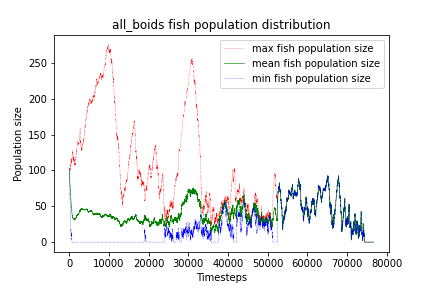 all_boids fish population distribution
max fish population size
mean fish population size
min fish population size
Population size
250
200
150
100
50
0
0 10000 20000 30000 40000 50000 60000 70000 80000
Timesteps